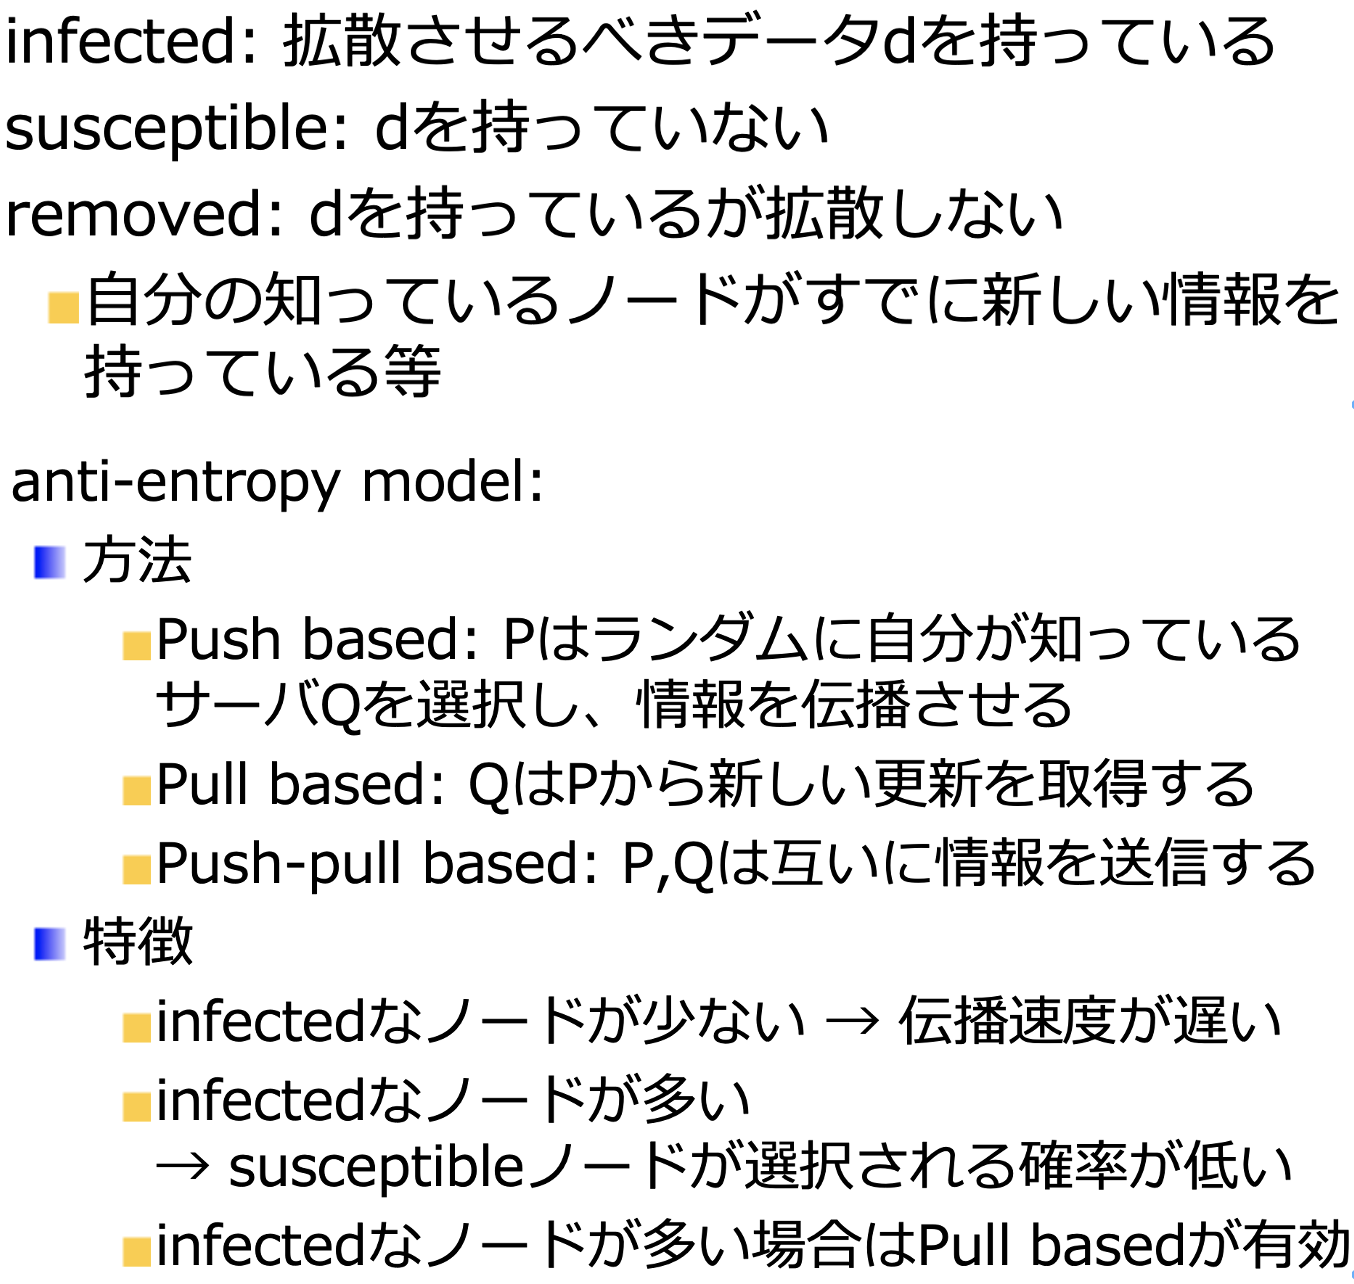 infected: 拡散させるべきデータdを持っている
susceptible: dを持っていない
removed: dを持っているが拡散しない
自分の知っているノードがすでに新しい情報を
持っている等
anti-entropy model:
方法
Push based: Pはランダムに自分が知っている
サーバQを選択し、情報を伝播させる
Pull based: QはPから新しい更新を取得する
Push-pull based: P,Qは互いに情報を送信する
特徴
infectedなノードが少ない → 伝播速度が遅い
infectedなノードが多い
→ susceptibleノードが選択される確率が低い
infectedなノードが多い場合はPull basedが有効